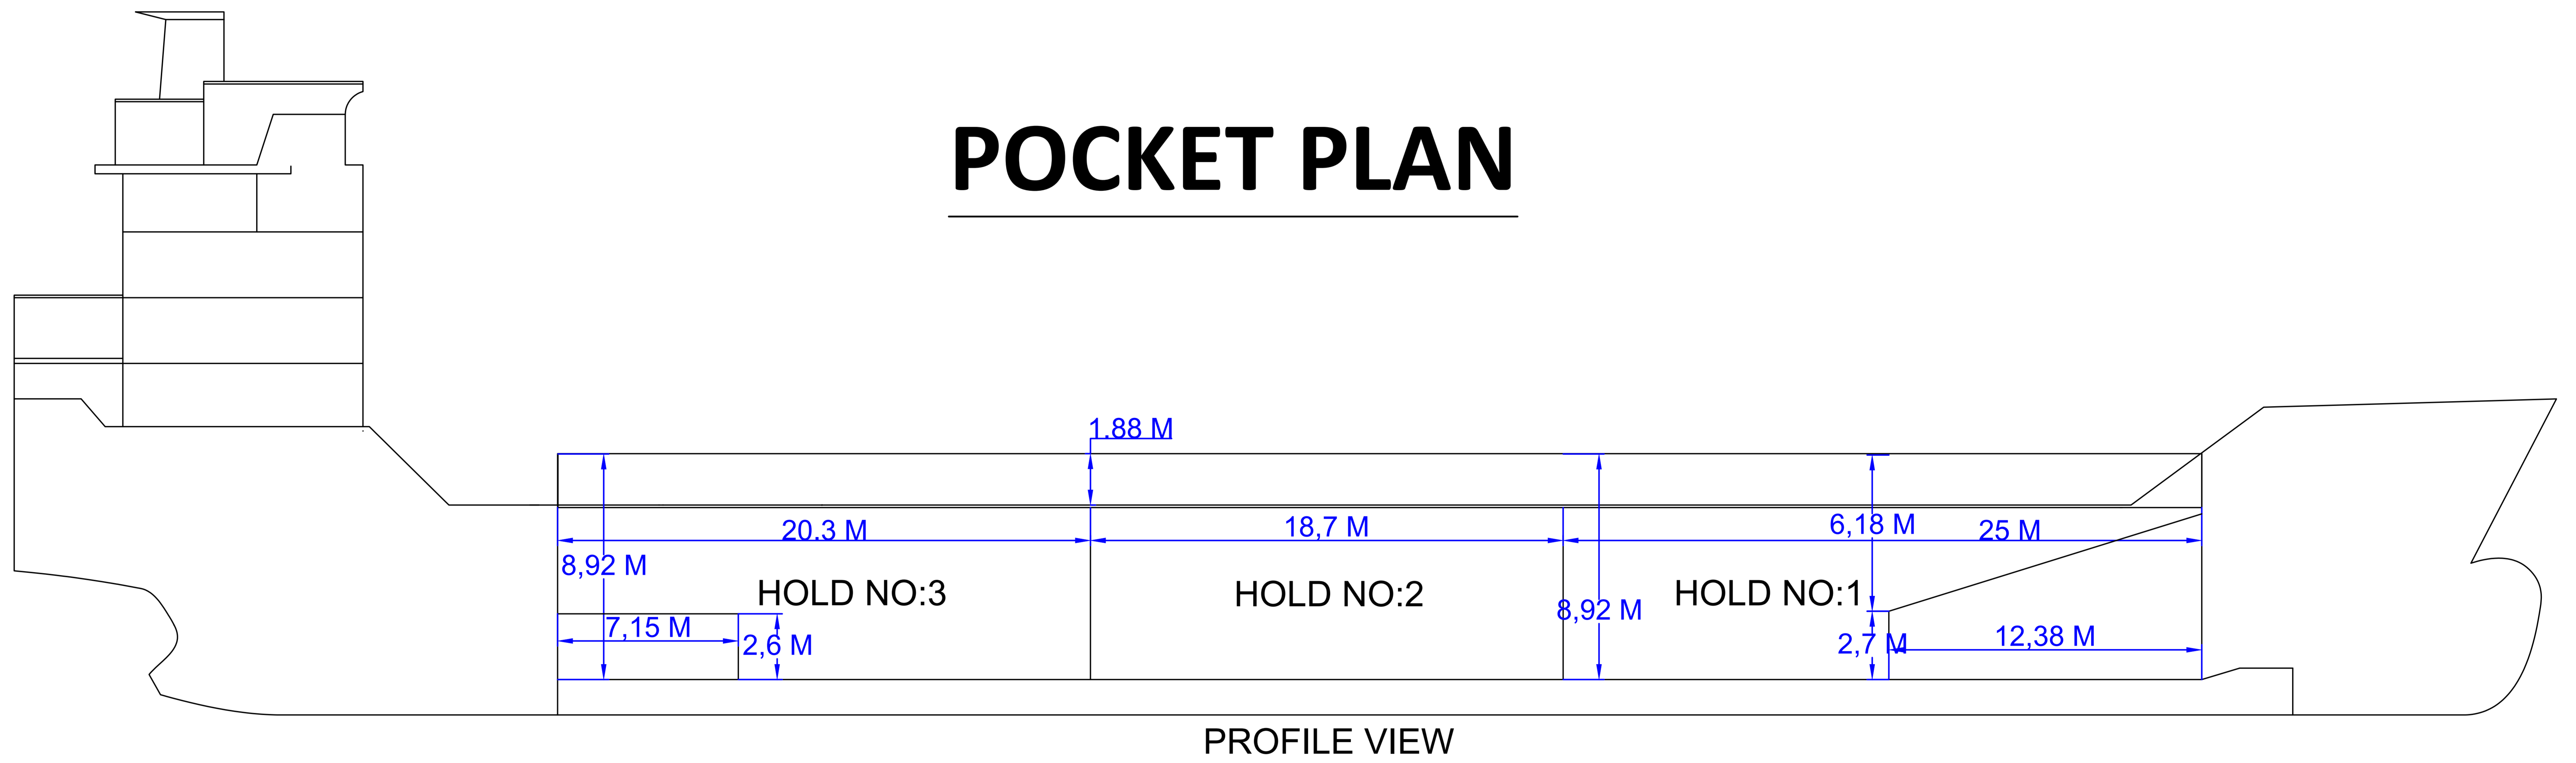 POCKET PLAN
1.88 M
20.3 M
18,7 M
6,18 M
25 M
8,92 M
HOLD NO:3
HOLD NO:2
HOLD NO:1
8,92 M
7,15 M
2,6 M
2,7 M
12,38 M
PROFILE VIEW